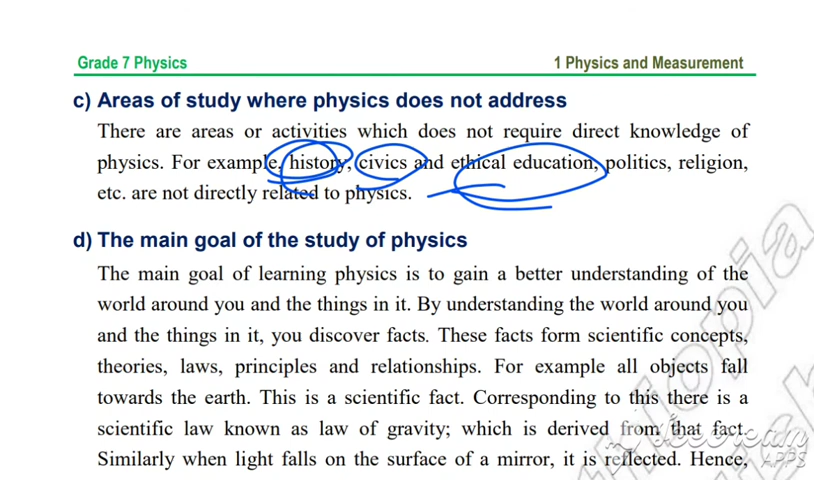 Grade 7 Physics 1 Physics and Measurement
c) Areas of study where physics does not address
There are areas or activities which does not require direct knowledge of
physics. For example, history, civics and ethical education, politics, religion,
etc. are not directly related to physics.
d) The main goal of the study of physics
The main goal of learning physics is to gain a better understanding of the
world around you and the things in it. By understanding the world around you
and the things in it, you discover facts. These facts form scientific concepts,
theories, laws, principles and relationships. For example all objects fall
towards the earth. This is a scientific fact. Corresponding to this there is a
scientific law known as law of gravity; which is derived from that fact.
Similarly when light falls on the surface of a mirror, it is reflected. Hence,
Icecream
APPS